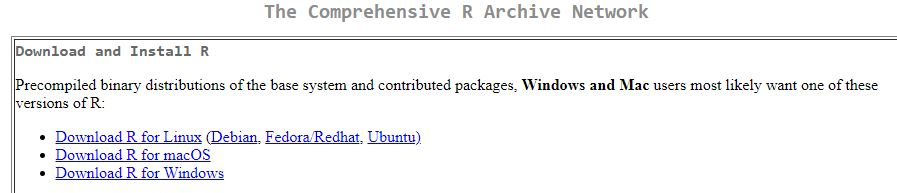 The Comprehensive R Archive Network
Download and Install R
Precompiled binary distributions of the base system and contributed packages, Windows and Mac users most likely want one of these
versions of R:
• Download R for Linux (Debian, Fedora/Redhat, Ubuntu)
• Download R for macOS
• Download R for Windows